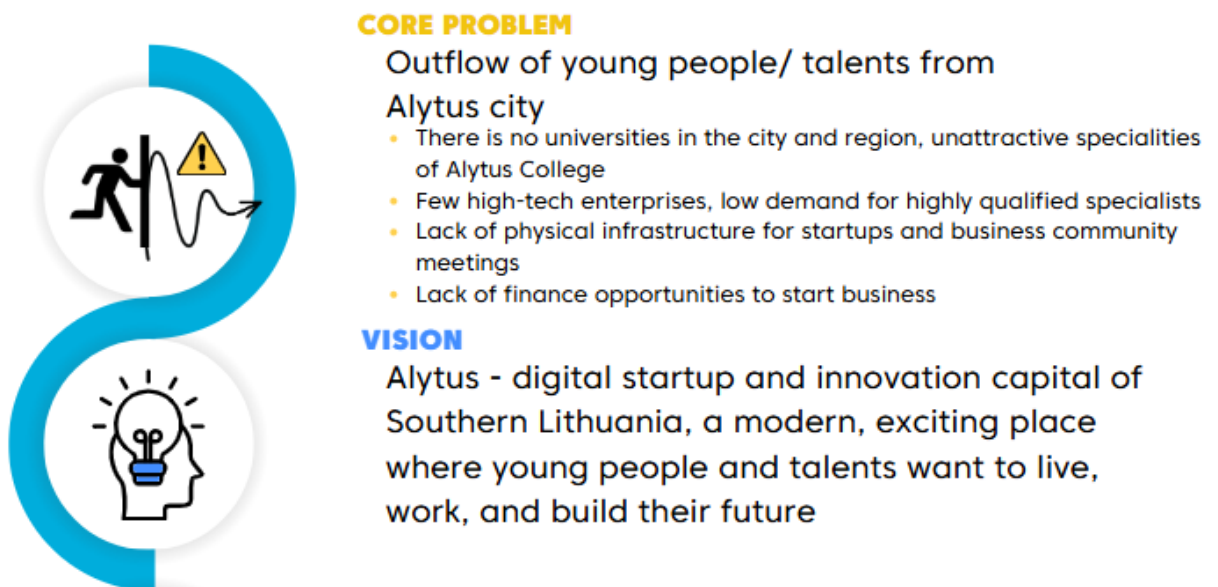 CORE PROBLEM
Outflow of young people/ talents from
Alytus city
• There is no universities in the city and region, unattractive specialities
of Alytus College
• Few high-tech enterprises, low demand for highly qualified specialists
• Lack of physical infrastructure for startups and business community
meetings
• Lack of finance opportunities to start business
VISION
Alytus - digital startup and innovation capital of
Southern Lithuania, a modern, exciting place
where young people and talents want to live,
work, and build their future